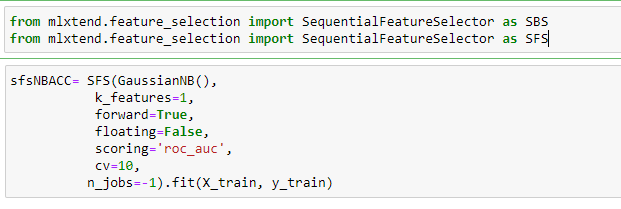 from mlxtend.feature_selection import SequentialFeatureSelector as SBS
from mlxtend.feature_selection import SequentialFeatureSelector as SFS
sfsNBACC= SFS(GaussianNB(),
k_features=1,
forward=True,
floating=False,
scoring='roc_auc',
cv=10,
n_jobs=-1).fit(X_train, y_train)